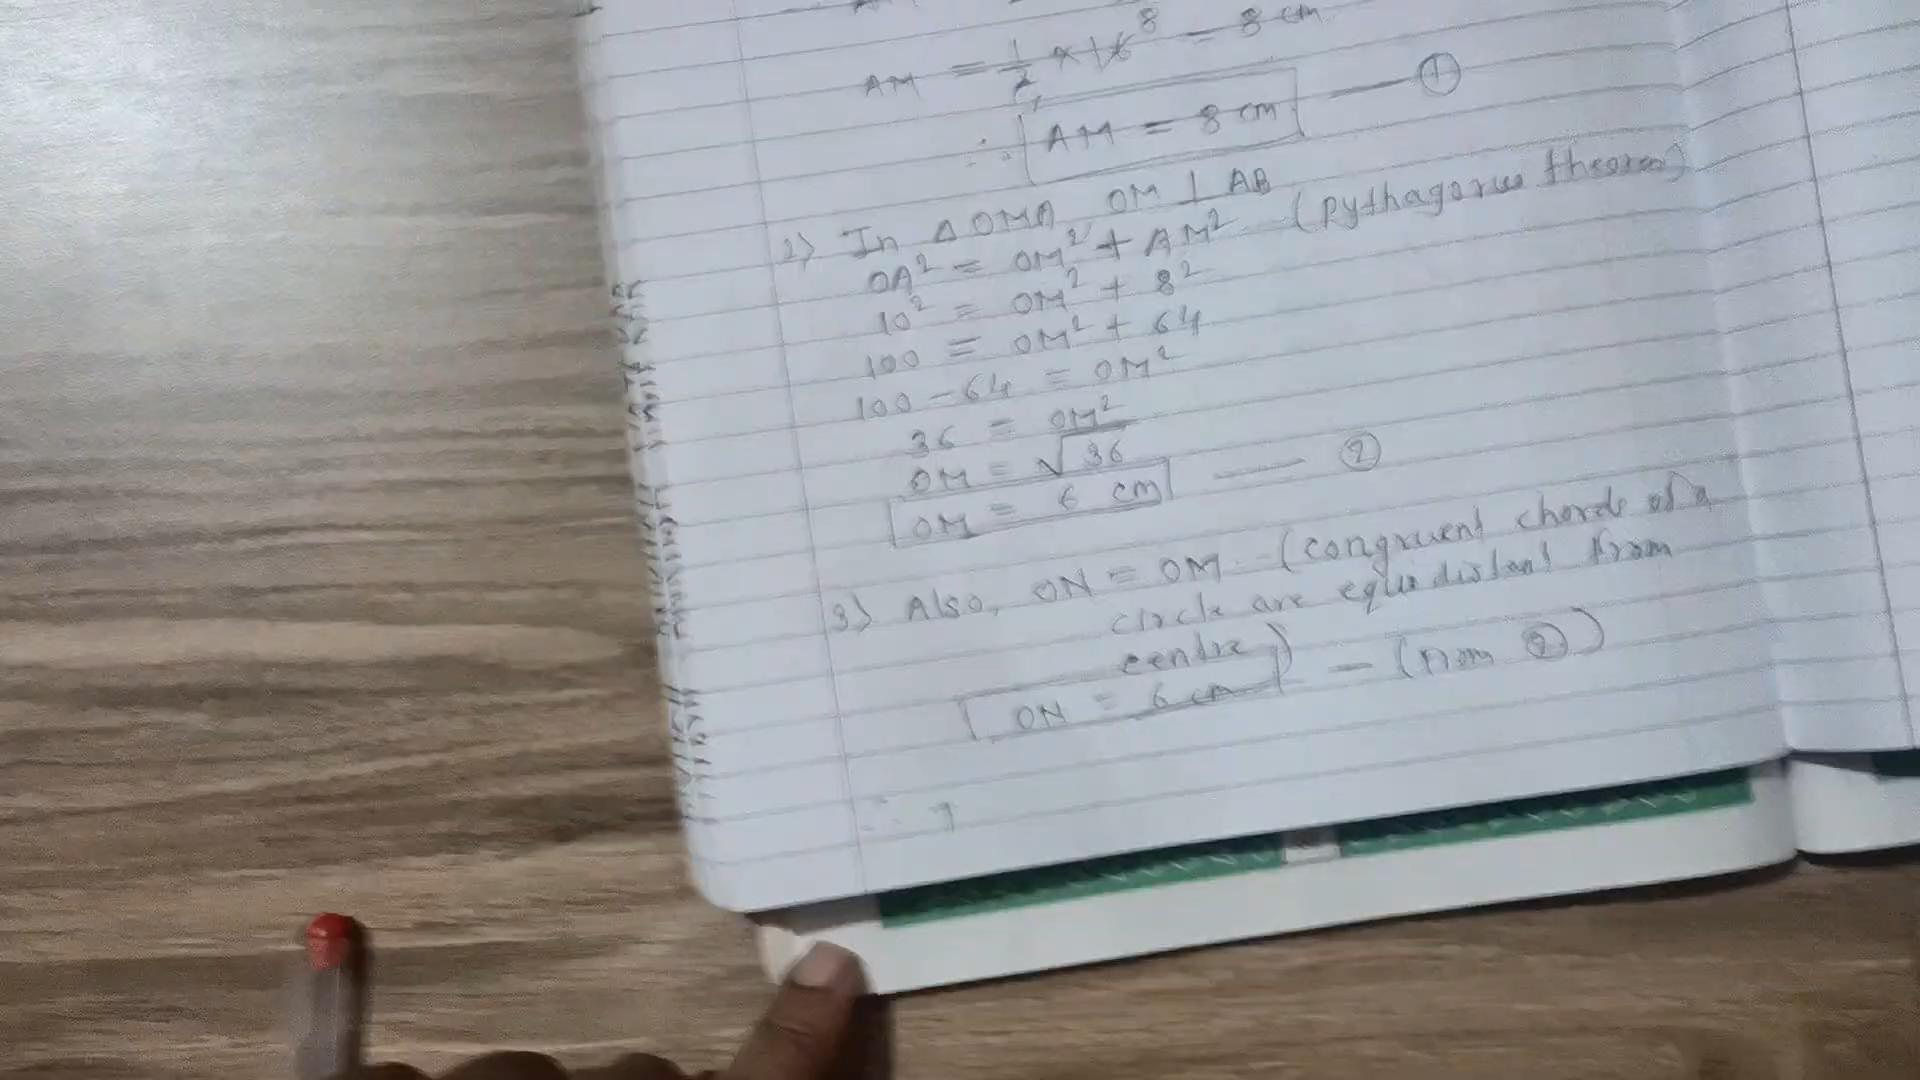 AM = 1/2 × 16 8 = 8 cm
∴ AM = 8 cm — ①
2) In △ OMA, OM ⊥ AB
OA² = OM² + AM² (pythagorus theorem)
10² = OM² + 8²
100 = OM² + 64
100 - 64 = OM²
36 = OM²
OM = √36
OM = 6 cm — ②
3) Also, ON = OM (congruent chords of a
circle are equidistant from
centre)
ON = 6 cm — (from ②)